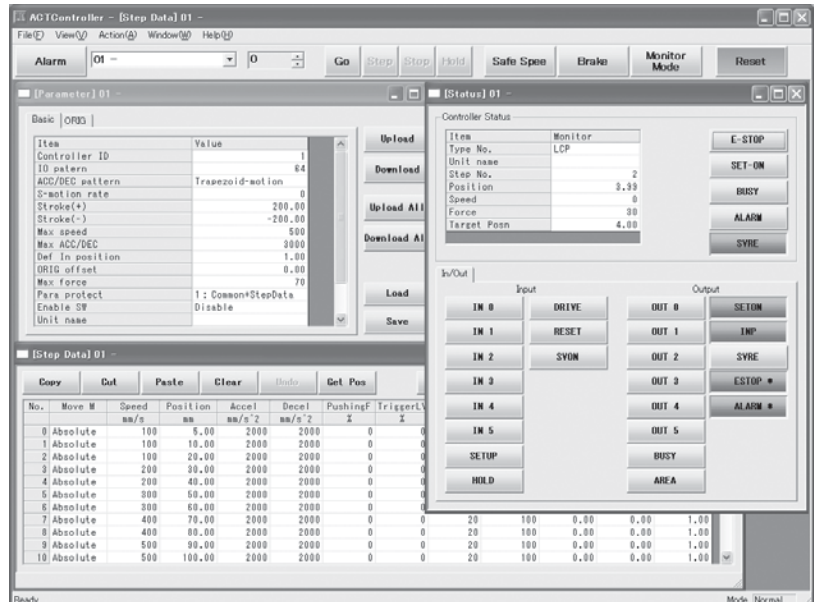 ACTController - [Step Data] 01 -
File(F) View(V) Action(A) Window(W) Help(H)
Alarm 01 - 0 Go Step Stop Hold Safe Spee Brake Monitor Mode Reset
[Parameter] 01 -
Basic ORIG
Item Value
Controller ID 1
IO patern 64
ACC/DEC pattern Trapezoid-motion
S-motion rate 0
Stroke(+) 200.00
Stroke(-) -200.00
Max speed 500
Max ACC/DEC 3000
Def In position 1.00
ORIG offset 0.00
Max force 70
Para protect 1 : Common+StepData
Enable SW Disable
Unit name
Upload
Download
Upload All
Download Al
Load
Save
[Status] 01 -
Controller Status
Item Monitor
Type No. LCP
Unit name
Step No. 2
Position 3.99
Speed 0
Force 30
Target Posn 4.00
E-STOP
SET-ON
BUSY
ALARM
SVRE
In/Out
Input Output
IN 0 DRIVE OUT 0 SETON
IN 1 RESET OUT 1 INP
IN 2 SVON OUT 2 SVRE
IN 3 OUT 3 ESTOP *
IN 4 OUT 4 ALARM *
IN 5 OUT 5
SETUP BUSY
HOLD AREA
[Step Data] 01 -
Copy Cut Paste Clear Undo Get Pos
No. Move M Speed Position Accel Decel PushingF TriggerLV
mm/s mm mm/s^2 mm/s^2 % %
0 Absolute 100 5.00 2000 2000 0 0
1 Absolute 100 10.00 2000 2000 0 0
2 Absolute 100 20.00 2000 2000 0 0
3 Absolute 200 30.00 2000 2000 0 0
4 Absolute 200 40.00 2000 2000 0 0
5 Absolute 300 50.00 2000 2000 0 0
6 Absolute 300 60.00 2000 2000 0 0
7 Absolute 400 70.00 2000 2000 0 0 20 100 0.00 0.00 1.00
8 Absolute 400 80.00 2000 2000 0 0 20 100 0.00 0.00 1.00
9 Absolute 500 90.00 2000 2000 0 0 20 100 0.00 0.00 1.00
10 Absolute 500 100.00 2000 2000 0 0 20 100 0.00 0.00 1.00
Ready Mode Normal